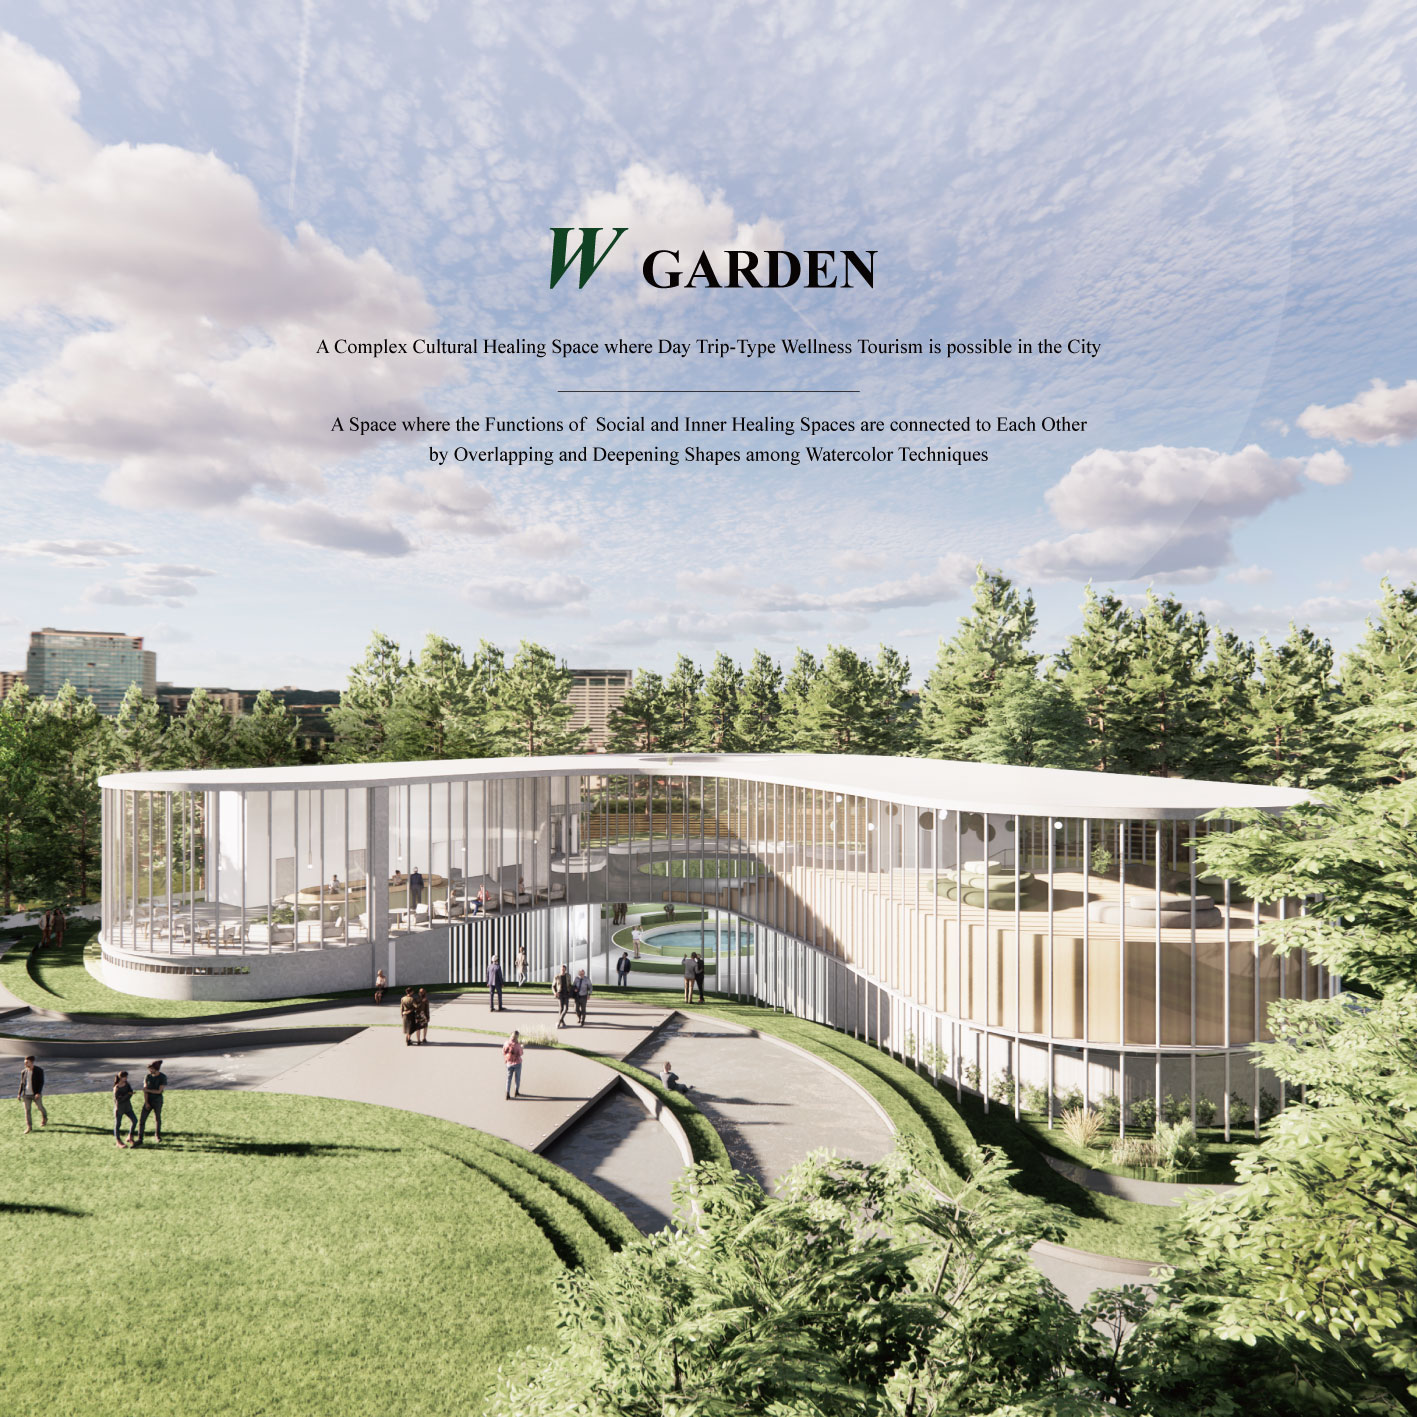 W GARDEN
A Complex Cultural Healing Space where Day Trip-Type Wellness Tourism is possible in the City
A Space where the Functions of  Social and Inner Healing Spaces are connected to Each Other
by Overlapping and Deepening Shapes among Watercolor Techniques